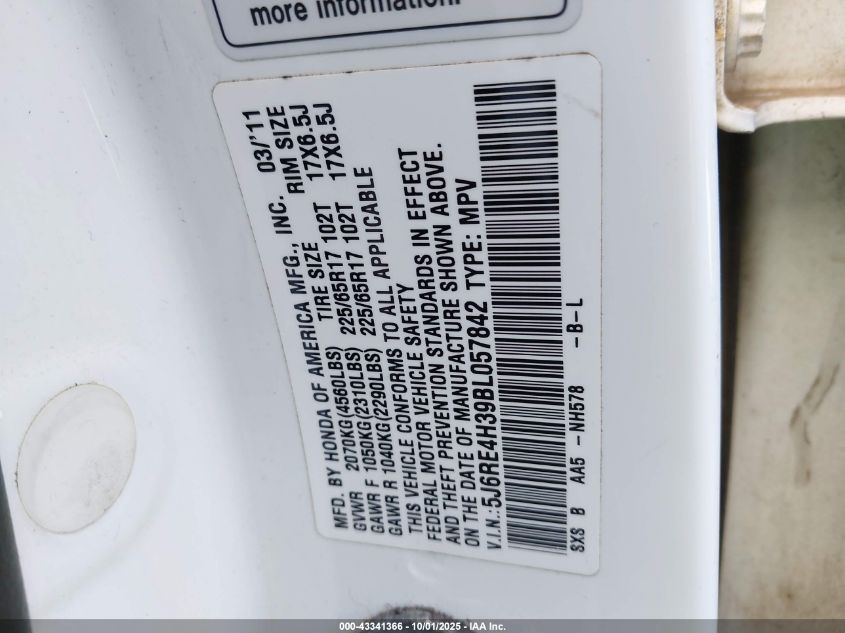 more information.
MFD. BY HONDA OF AMERICA MFG., INC. 03/'11
TIRE SIZE RIM SIZE
GVWR 2070KG(4560LBS)
GAWR F 1050KG(2310LBS) 225/65R17 102T 17X6.5J
GAWR R 1040KG(2290LBS) 225/65R17 102T 17X6.5J
THIS VEHICLE CONFORMS TO ALL APPLICABLE
FEDERAL MOTOR VEHICLE SAFETY
AND THEFT PREVENTION STANDARDS IN EFFECT
ON THE DATE OF MANUFACTURE SHOWN ABOVE.
V.I.N.:5J6RE4H39BL057842 TYPE: MPV
SXS B AA5 -NH578 -B-L
000-43341366 - 10/01/2025 - IAA Inc.